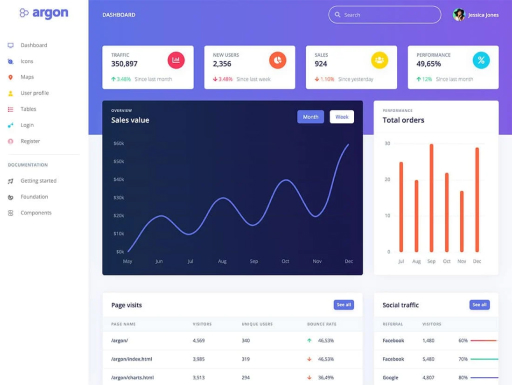 argon
DASHBOARD
Search
Jessica Jones
Dashboard
Icons
Maps
User profile
Tables
Login
Register
DOCUMENTATION
Getting started
Foundation
Components
TRAFFIC
350,897
3.48% Since last month
NEW USERS
2,356
3.48% Since last week
SALES
924
1.10% Since yesterday
PERFORMANCE
49,65%
12% Since last month
OVERVIEW
Sales value
Month
Week
$60k
$50k
$40k
$30k
$20k
$10k
$0k
May Jun Jul Aug Sep Oct Nov Dec
PERFORMANCE
Total orders
30
20
10
0
Jul Aug Sep Oct Nov Dec
Page visits
See all
PAGE NAME VISITORS UNIQUE USERS BOUNCE RATE
/argon/ 4,569 340 46,53%
/argon/index.html 3,985 319 46,53%
/argon/charts.html 3,513 294 36,49%
Social traffic
See all
REFERRAL VISITORS
Facebook 1,480 60%
Facebook 5,480 70%
Google 4,807 80%